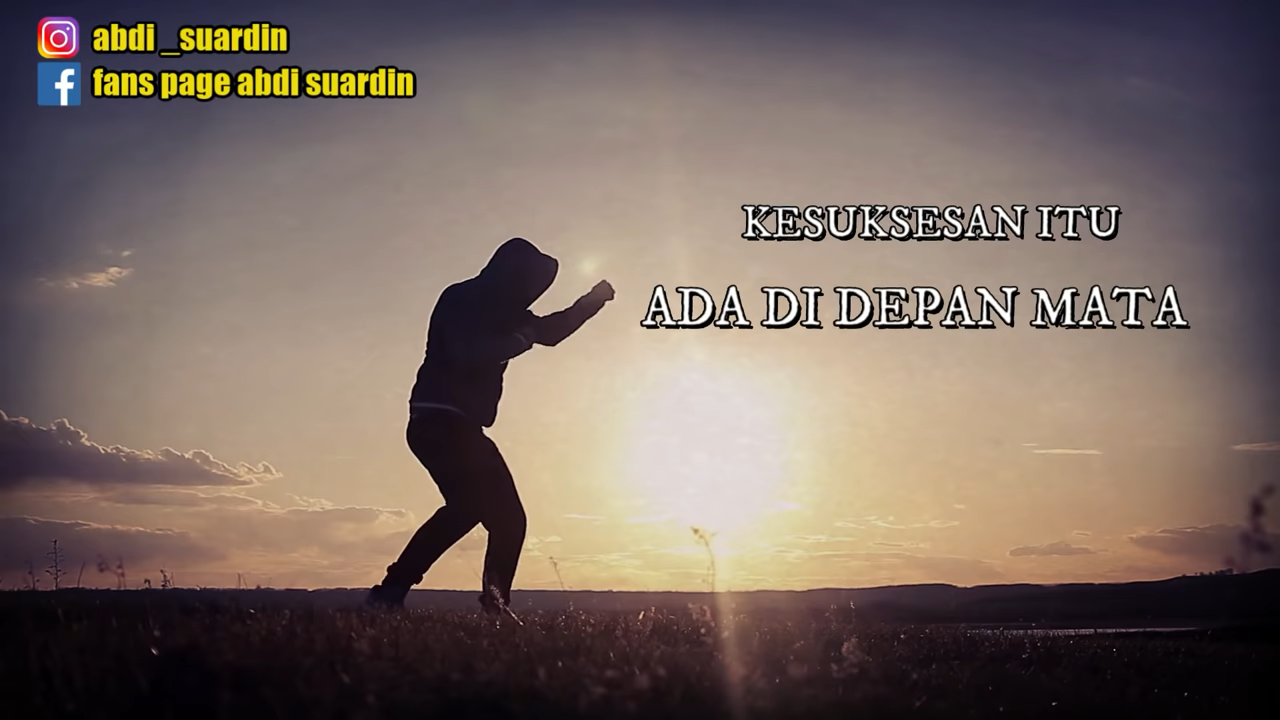 abdi _suardin
fans page abdi suardin
KESUKSESAN ITU
ADA DI DEPAN MATA